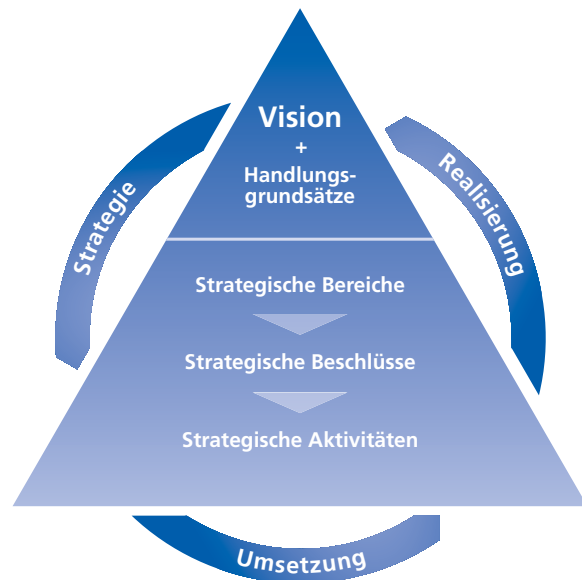 Vision
+
Handlungs-
grundsätze
Strategie
Realisierung
Strategische Bereiche
Strategische Beschlüsse
Strategische Aktivitäten
Umsetzung